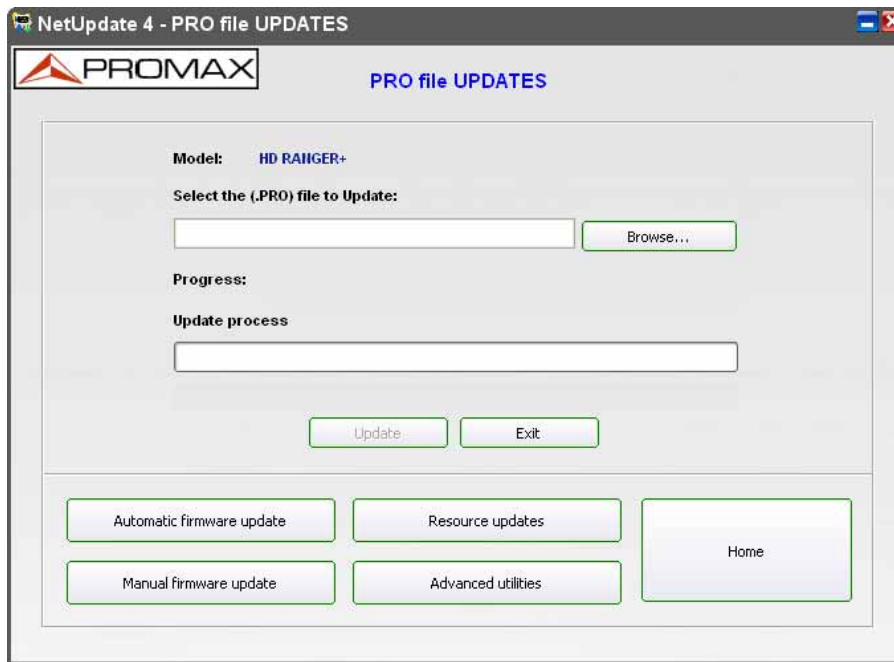 NetUpdate 4 - PRO file UPDATES
PROMAX
PRO file UPDATES
Model: HD RANGER+
Select the (.PRO) file to Update:
Browse...
Progress:
Update process
Update Exit
Automatic firmware update Resource updates
Home
Manual firmware update Advanced utilities